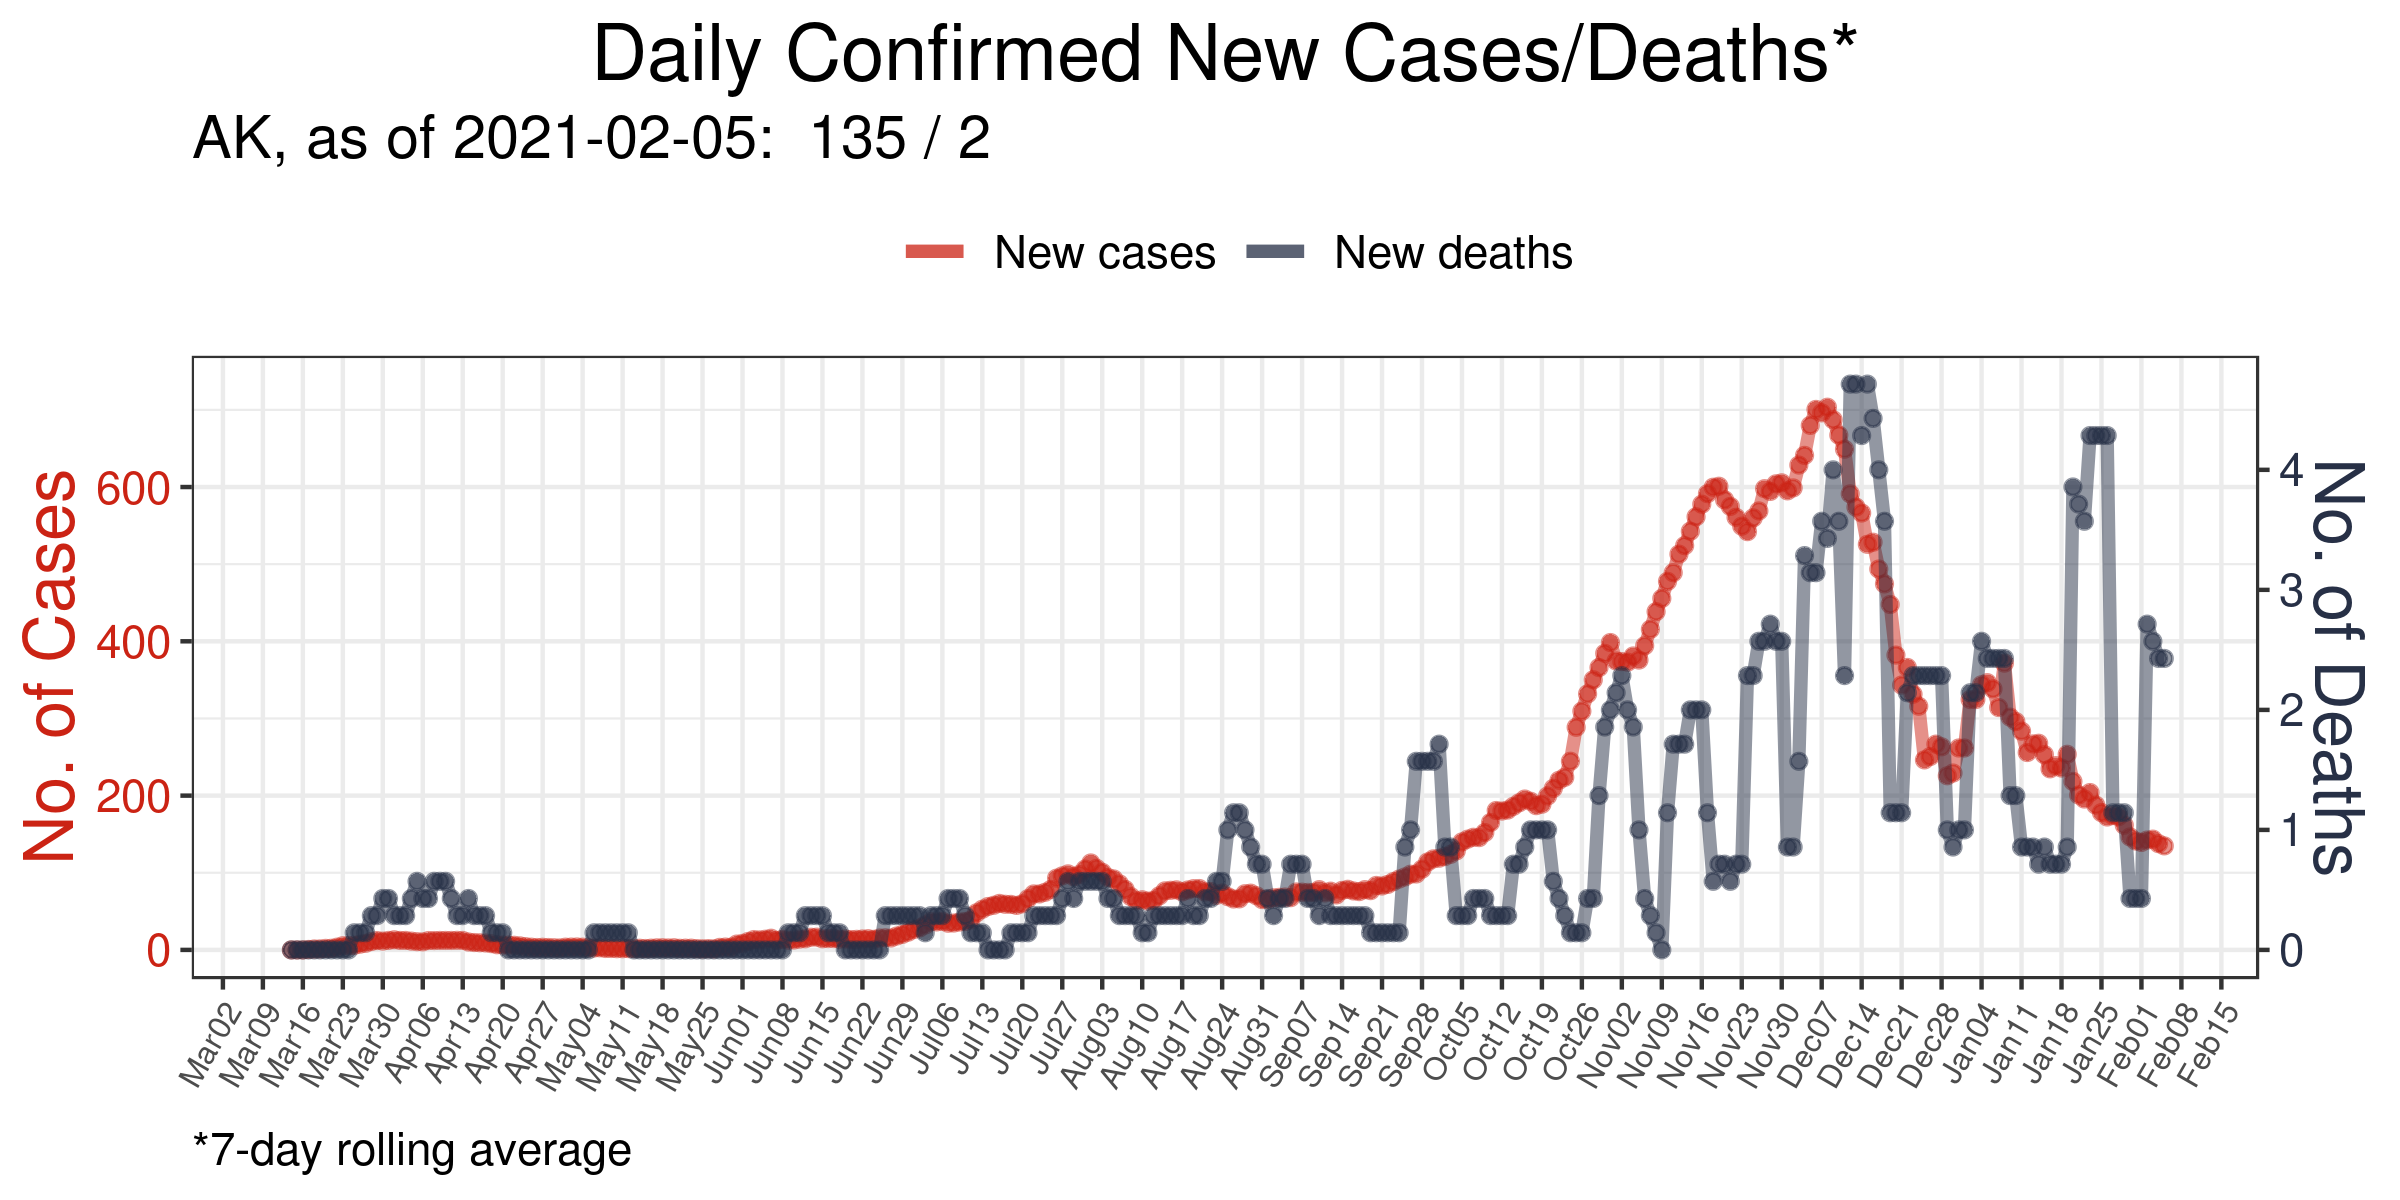 Daily Confirmed New Cases/Deaths*
AK, as of 2021-02-05:  135 / 2
New cases
New deaths
No. of Cases
600
400
200
0
4
3
2
1
0
No. of Deaths
Mar02
Mar09
Mar16
Mar23
Mar30
Apr06
Apr13
Apr20
Apr27
May04
May11
May18
May25
Jun01
Jun08
Jun15
Jun22
Jun29
Jul06
Jul13
Jul20
Jul27
Aug03
Aug10
Aug17
Aug24
Aug31
Sep07
Sep14
Sep21
Sep28
Oct05
Oct12
Oct19
Oct26
Nov02
Nov09
Nov16
Nov23
Nov30
Dec07
Dec14
Dec21
Dec28
Jan04
Jan11
Jan18
Jan25
Feb01
Feb08
Feb15
*7-day rolling average